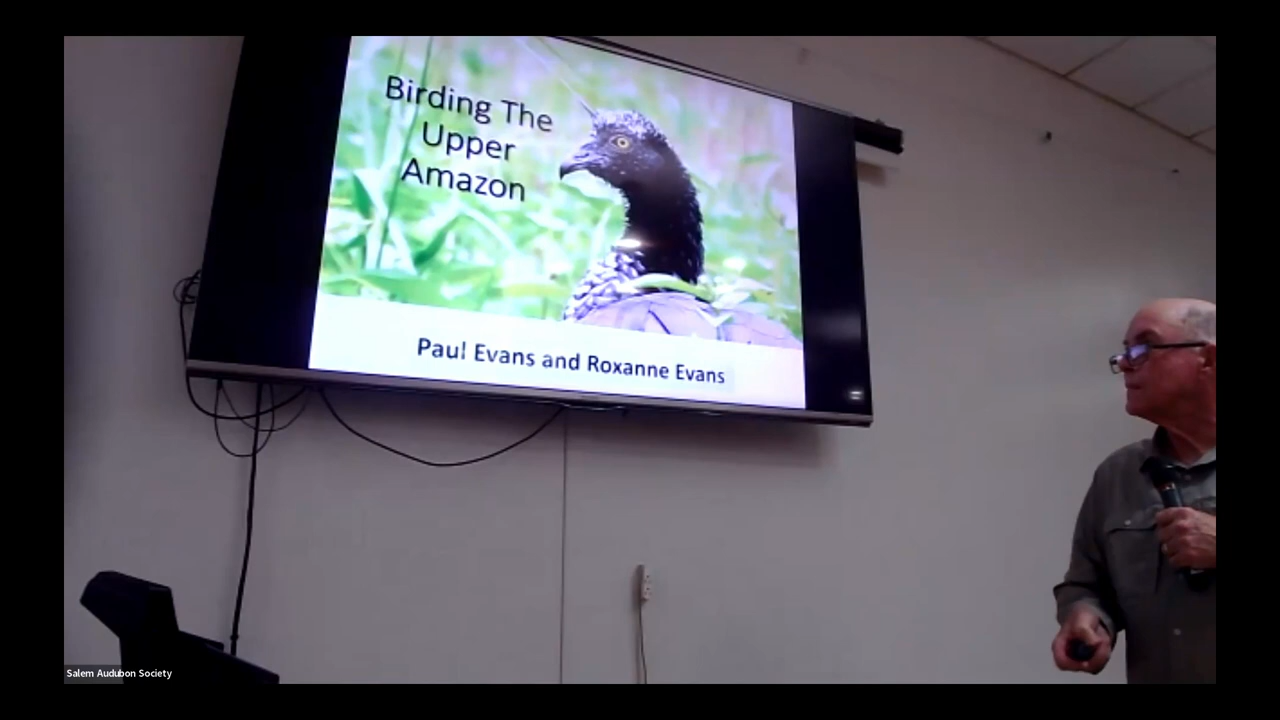 Birding The
Upper
Amazon
Paul Evans and Roxanne Evans
Salem Audubon Society